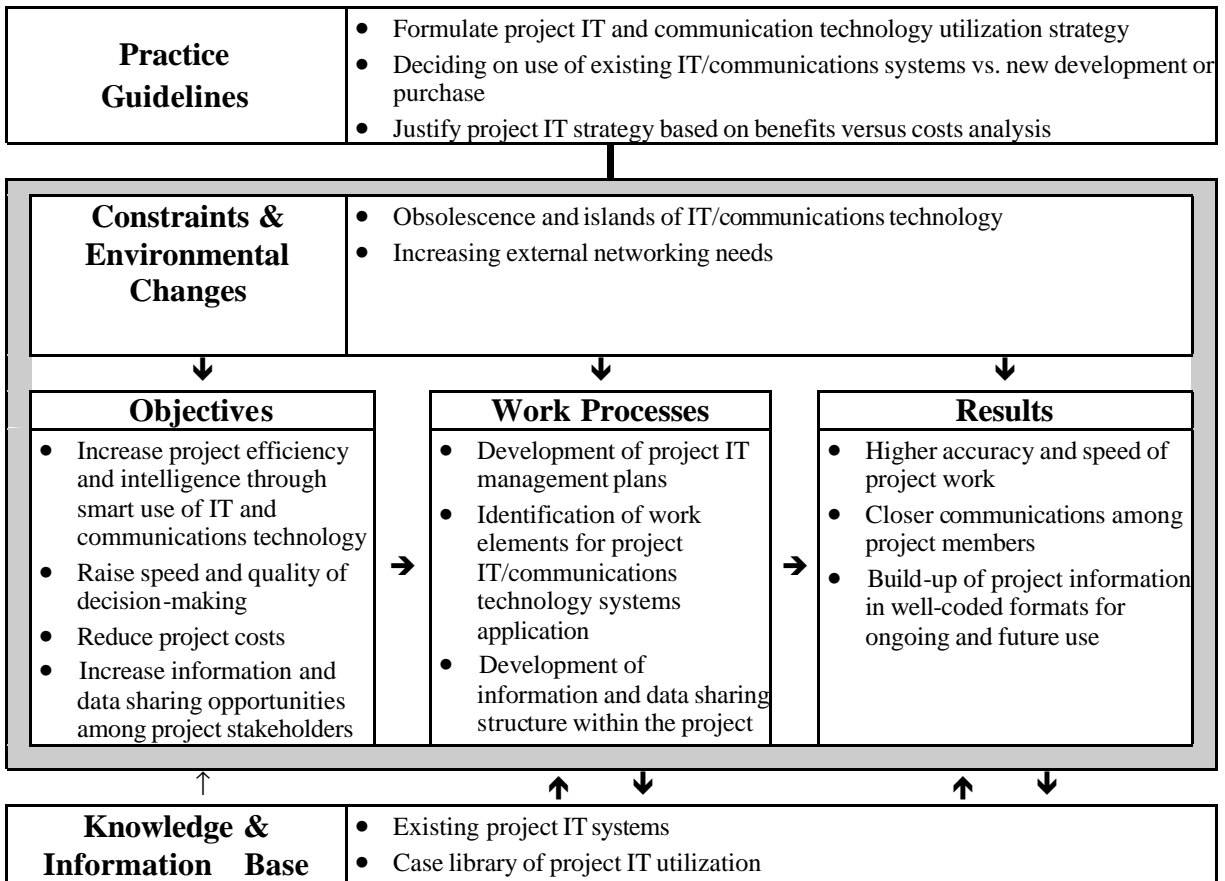 Practice
Guidelines
• Formulate project IT and communication technology utilization strategy
• Deciding on use of existing IT/communications systems vs. new development or
purchase
• Justify project IT strategy based on benefits versus costs analysis
Constraints &
Environmental
Changes
• Obsolescence and islands of IT/communications technology
• Increasing external networking needs
Objectives
• Increase project efficiency
and intelligence through
smart use of IT and
communications technology
• Raise speed and quality of
decision-making
• Reduce project costs
• Increase information and
data sharing opportunities
among project stakeholders
Work Processes
• Development of project IT
management plans
• Identification of work
elements for project
IT/communications
technology systems
application
• Development of
information and data sharing
structure within the project
Results
• Higher accuracy and speed of
project work
• Closer communications among
project members
• Build-up of project information
in well-coded formats for
ongoing and future use
Knowledge &
Information Base
• Existing project IT systems
• Case library of project IT utilization